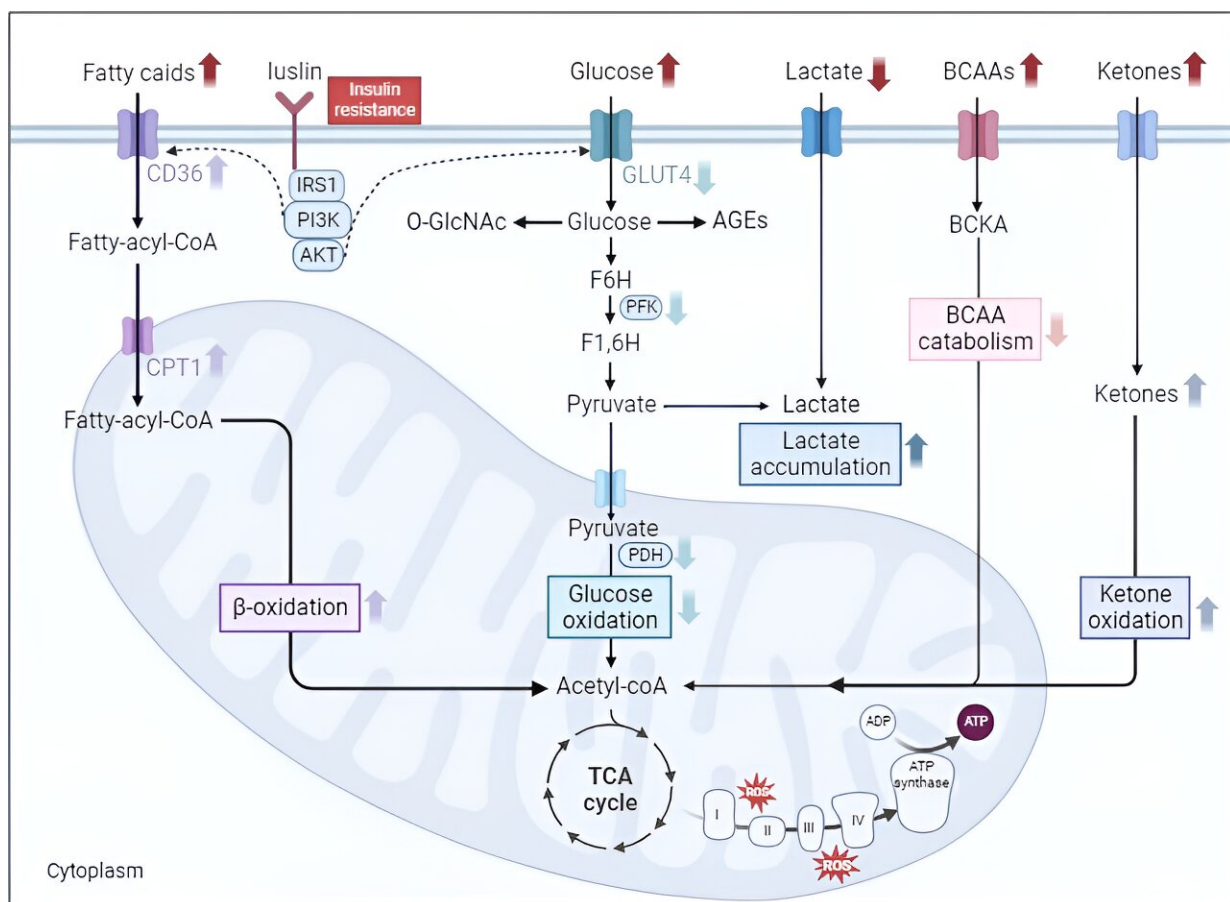 Fatty caids
Iuslin
Insulin
resistance
Glucose
Lactate
BCAAs
Ketones
CD36
IRS1
PI3K
AKT
GLUT4
Fatty-acyl-CoA
O-GlcNAc
Glucose
AGEs
BCKA
F6H
PFK
F1,6H
BCAA
catabolism
CPT1
Fatty-acyl-CoA
Pyruvate
Lactate
Ketones
Lactate
accumulation
Pyruvate
PDH
β-oxidation
Glucose
oxidation
Ketone
oxidation
Acetyl-coA
TCA
cycle
ADP
ATP
ATP
synthase
ROS
I
II
III
IV
ROS
Cytoplasm